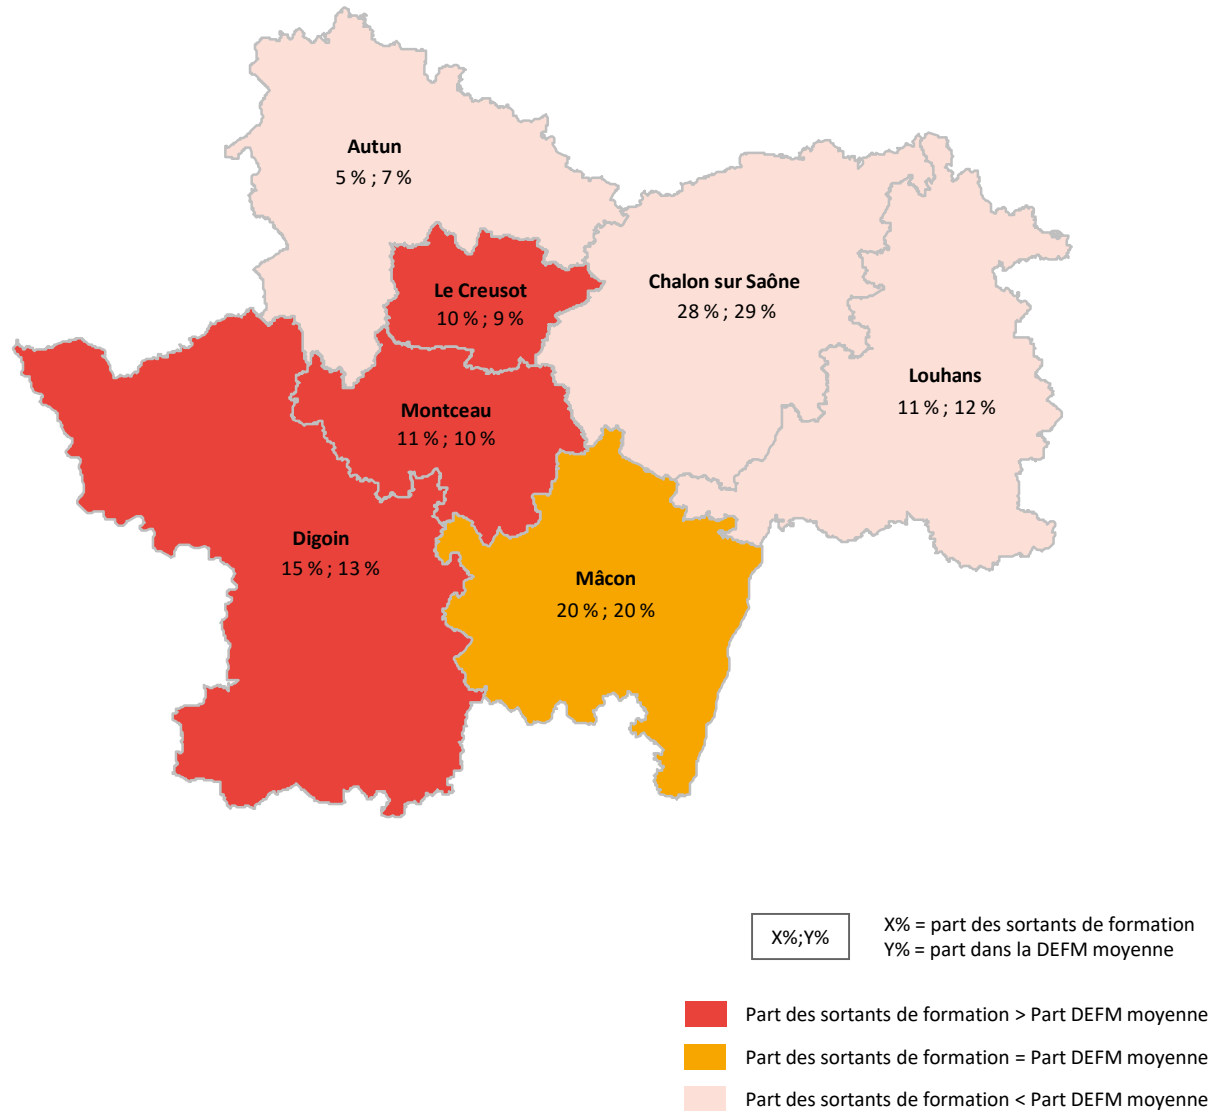 Autun
5 % ; 7 %
Le Creusot
10 % ; 9 %
Chalon sur Saône
28 % ; 29 %
Louhans
11 % ; 12 %
Montceau
11 % ; 10 %
Digoin
15 % ; 13 %
Mâcon
20 % ; 20 %
X%;Y%
X% = part des sortants de formation
Y% = part dans la DEFM moyenne
Part des sortants de formation > Part DEFM moyenne
Part des sortants de formation = Part DEFM moyenne
Part des sortants de formation < Part DEFM moyenne